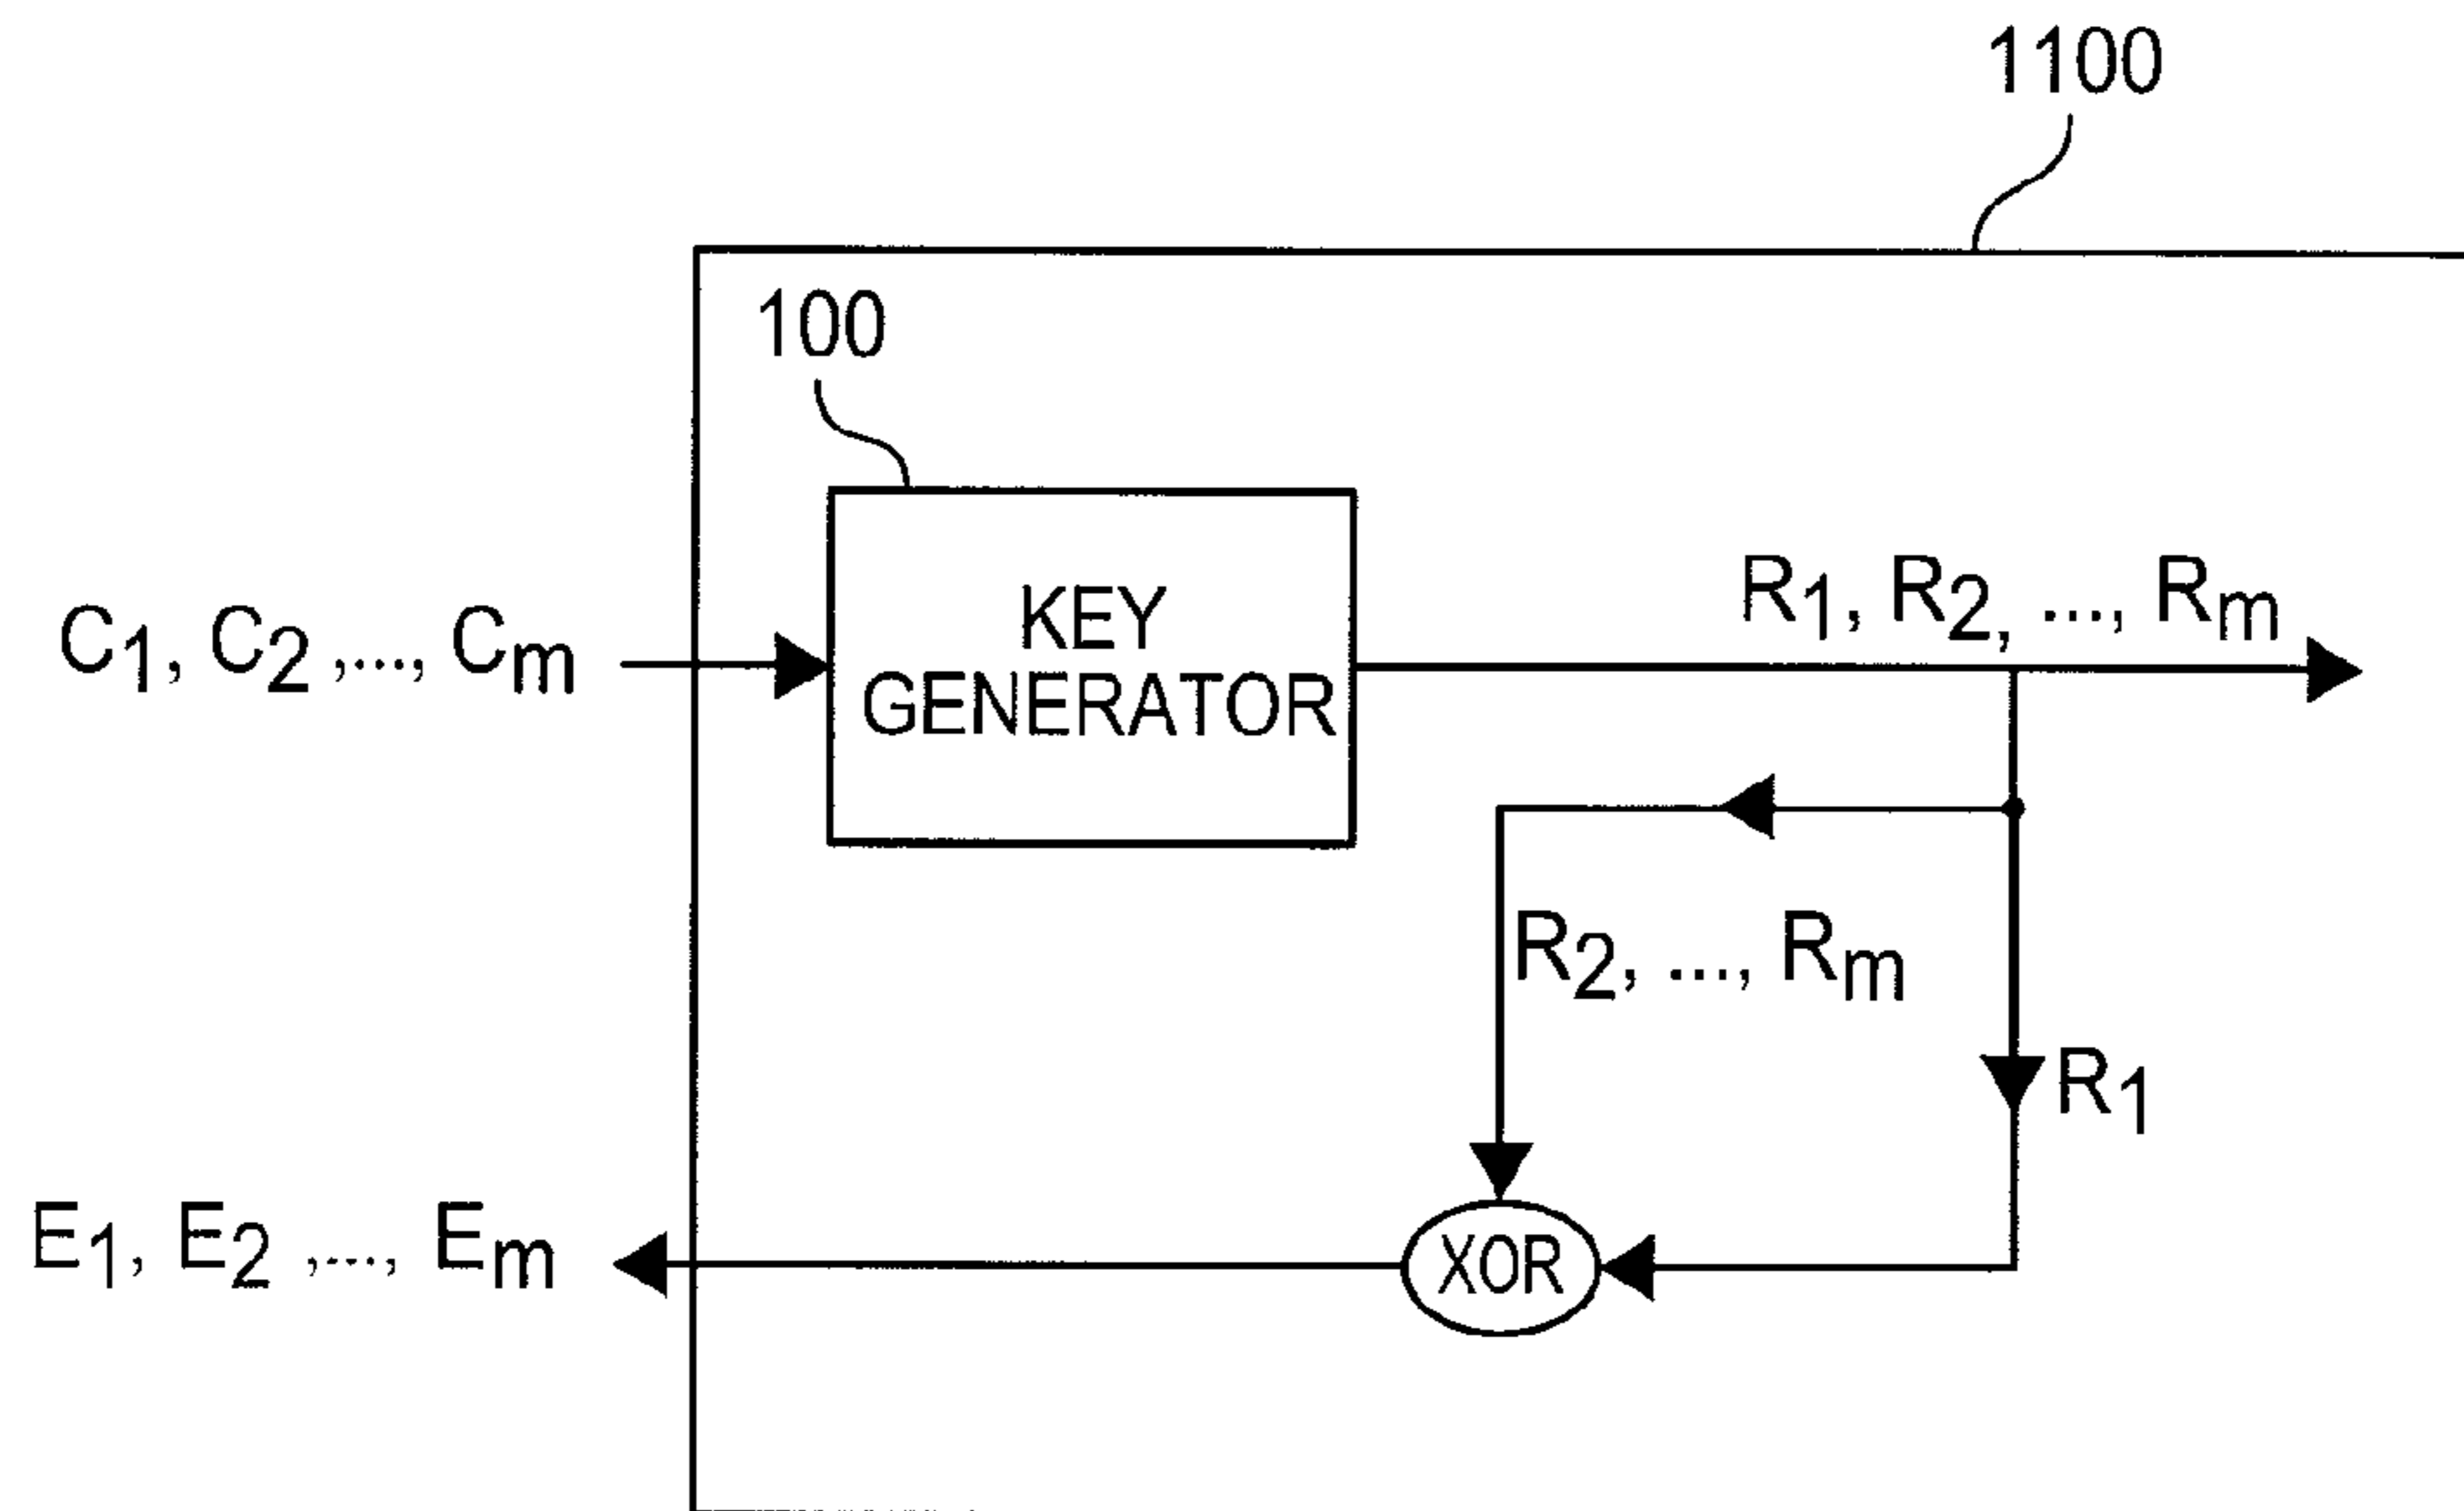 1100
100
KEY
GENERATOR
C₁, C₂ ,..., Cₘ
R₁, R₂, ..., Rₘ
R₂, ..., Rₘ
R₁
XOR
E₁, E₂ ,..., Eₘ